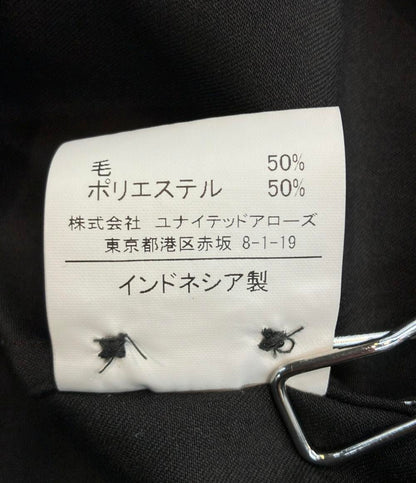 毛 50%
ポリエステル 50%
株式会社 ユナイテッドアローズ
東京都港区赤坂 8-1-19
インドネシア製